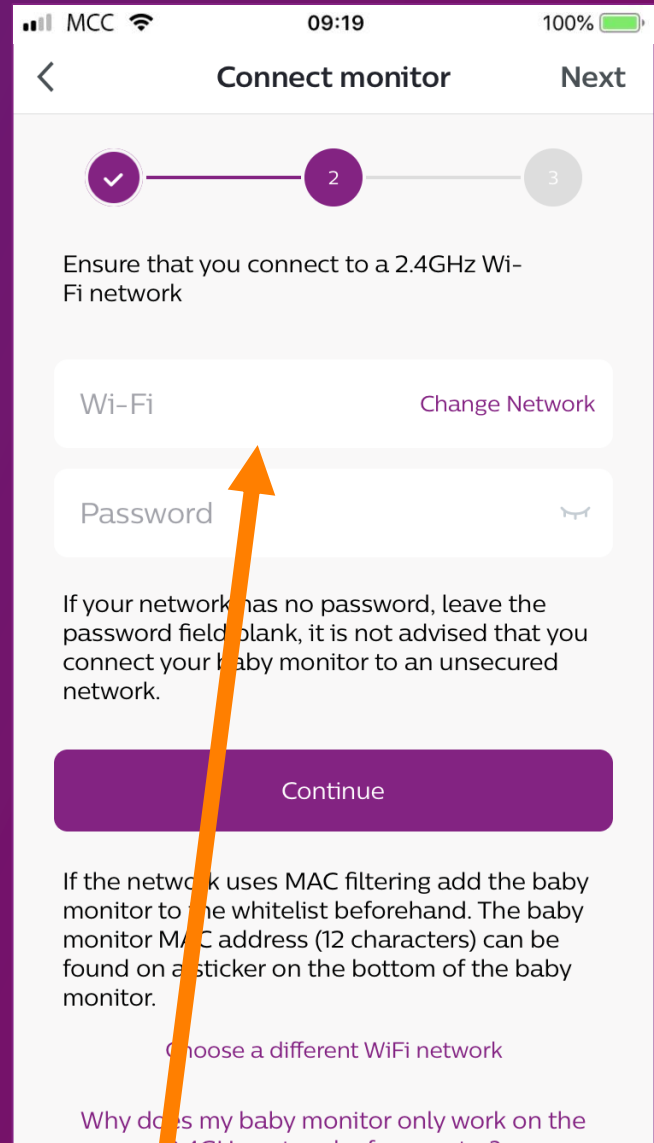 MCC 09:19 100%
Connect monitor Next
2 3
Ensure that you connect to a 2.4GHz Wi-
Fi network
Wi-Fi Change Network
Password
If your network has no password, leave the
password field blank, it is not advised that you
connect your baby monitor to an unsecured
network.
Continue
If the network uses MAC filtering add the baby
monitor to the whitelist beforehand. The baby
monitor MAC address (12 characters) can be
found on a sticker on the bottom of the baby
monitor.
Choose a different WiFi network
Why does my baby monitor only work on the